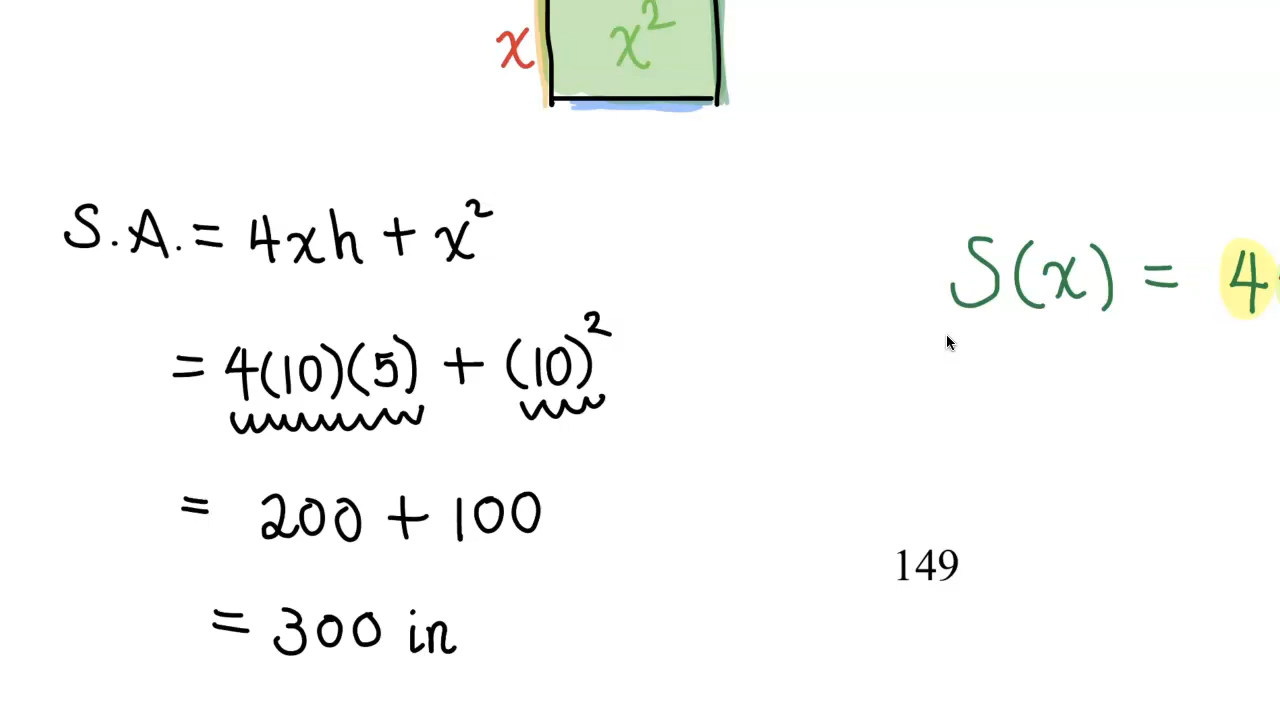 x x²
S.A. = 4xh + x²
S(x) = 4
= 4(10)(5) + (10)²
= 200 + 100
149
= 300 in